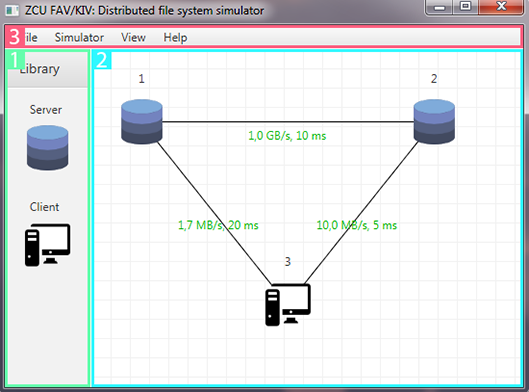 ZCU FAV/KIV: Distributed file system simulator
3 ile Simulator View Help
1
2
Library
Server
Client
1
2
1,0 GB/s, 10 ms
1,7 MB/s, 20 ms
10,0 MB/s, 5 ms
3